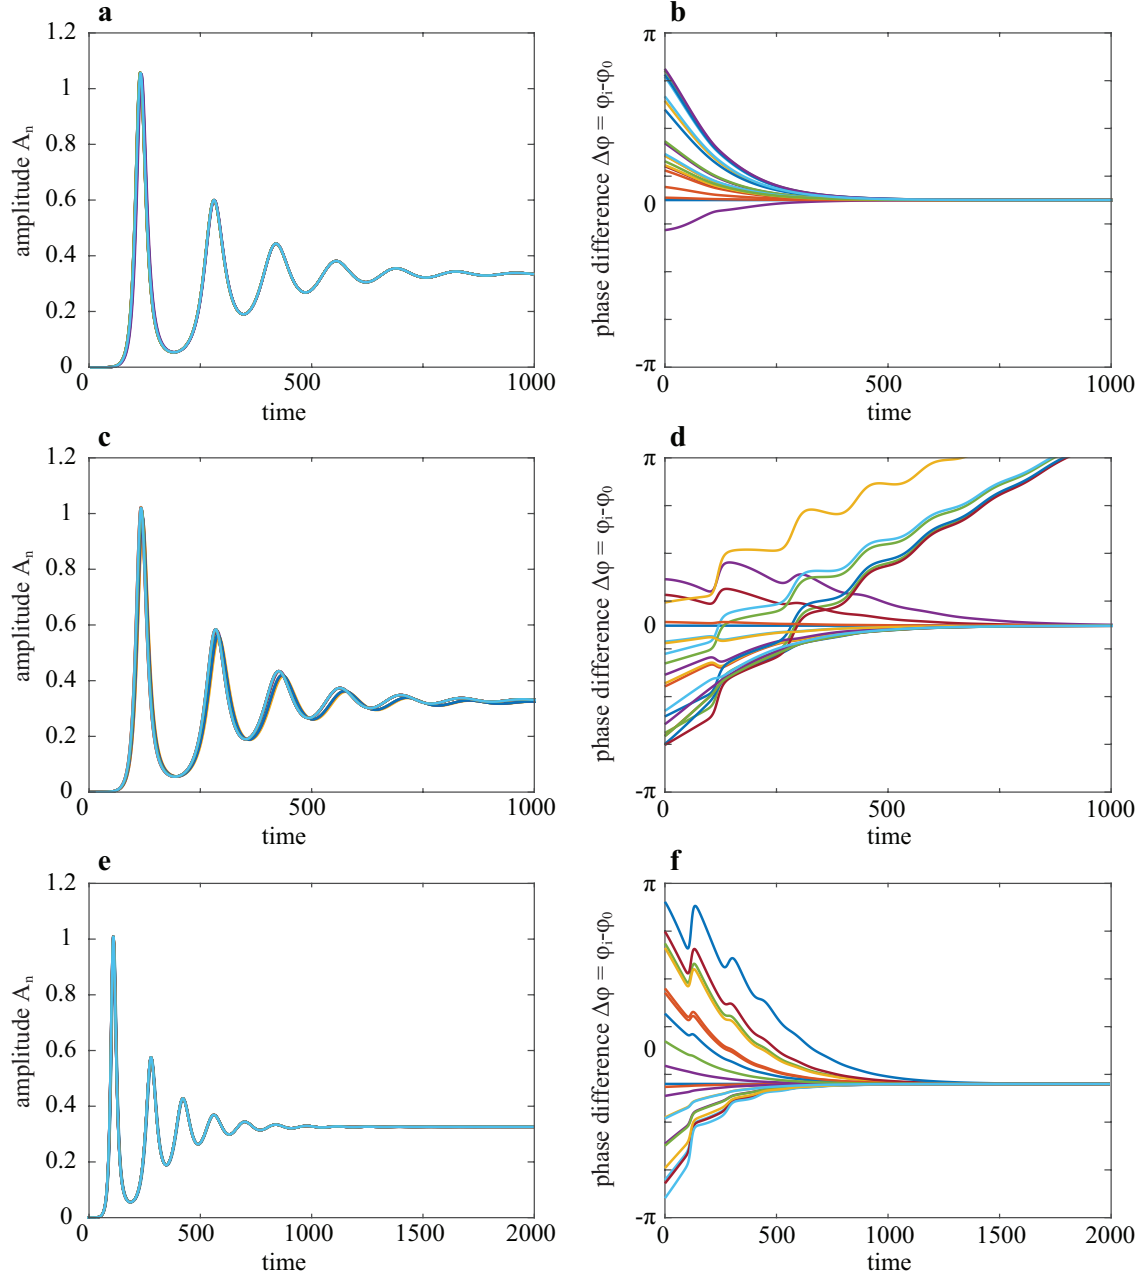 a
1.2
1
0.8
0.6
0.4
0.2
0
0 500 1000
time
amplitude Aₙ
b
π
0
-π
0 500 1000
time
phase difference Δφ = φᵢ-φ₀
c
1.2
1
0.8
0.6
0.4
0.2
0
0 500 1000
time
amplitude Aₙ
d
π
0
-π
0 500 1000
time
phase difference Δφ = φᵢ-φ₀
e
1.2
1
0.8
0.6
0.4
0.2
0
0 500 1000 1500 2000
time
amplitude Aₙ
f
π
0
-π
0 500 1000 1500 2000
time
phase difference Δφ = φᵢ-φ₀